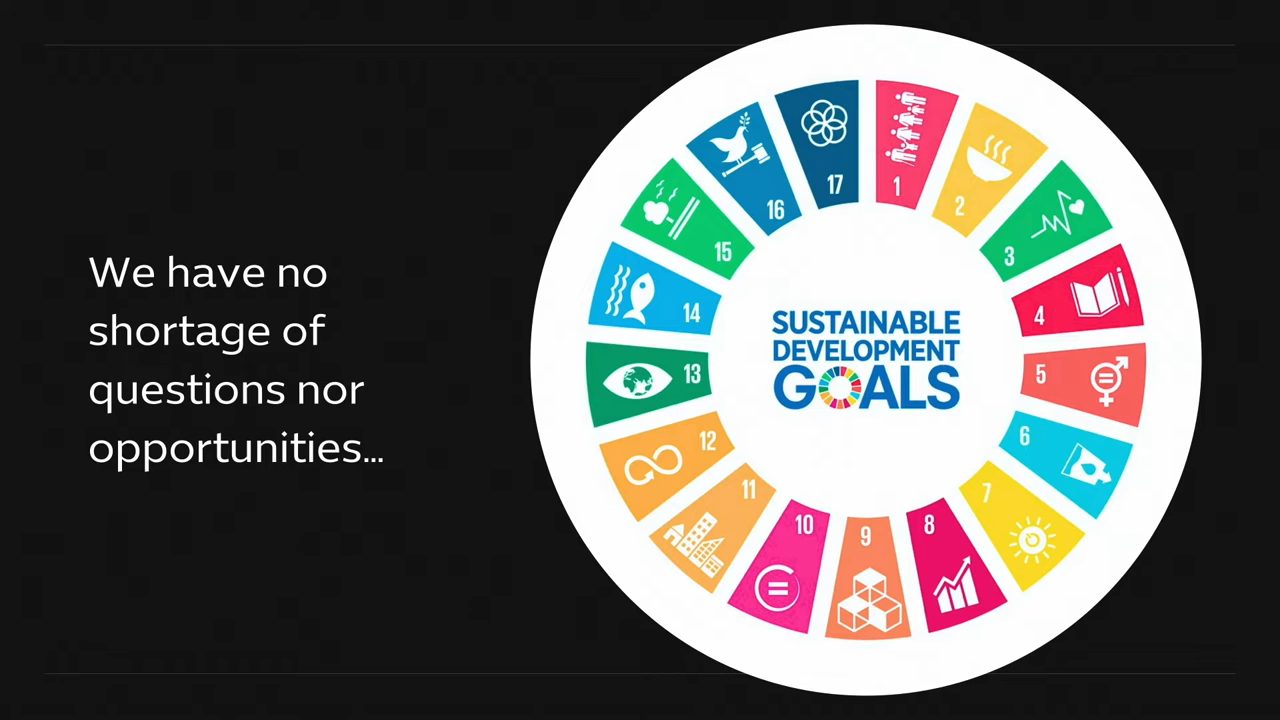 We have no
shortage of
questions nor
opportunities...
SUSTAINABLE
DEVELOPMENT
GOALS
1
2
3
4
5
6
7
8
9
10
11
12
13
14
15
16
17